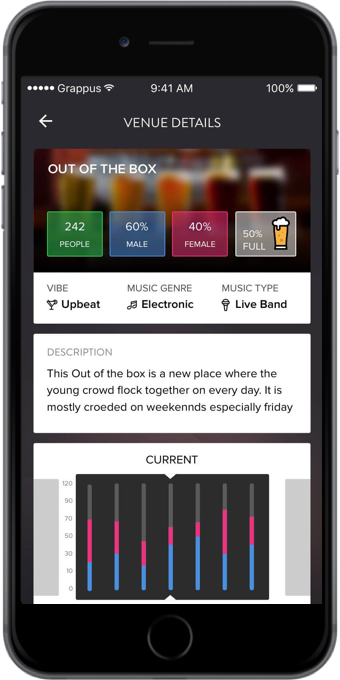 Grappus 9:41 AM 100%
VENUE DETAILS
OUT OF THE BOX
242 60% 40% 50%
PEOPLE MALE FEMALE FULL
VIBE MUSIC GENRE MUSIC TYPE
Upbeat Electronic Live Band
DESCRIPTION
This Out of the box is a new place where the
young crowd flock together on every day. It is
mostly croeded on weekennds especially friday
CURRENT
120
90
70
50
30
10
0